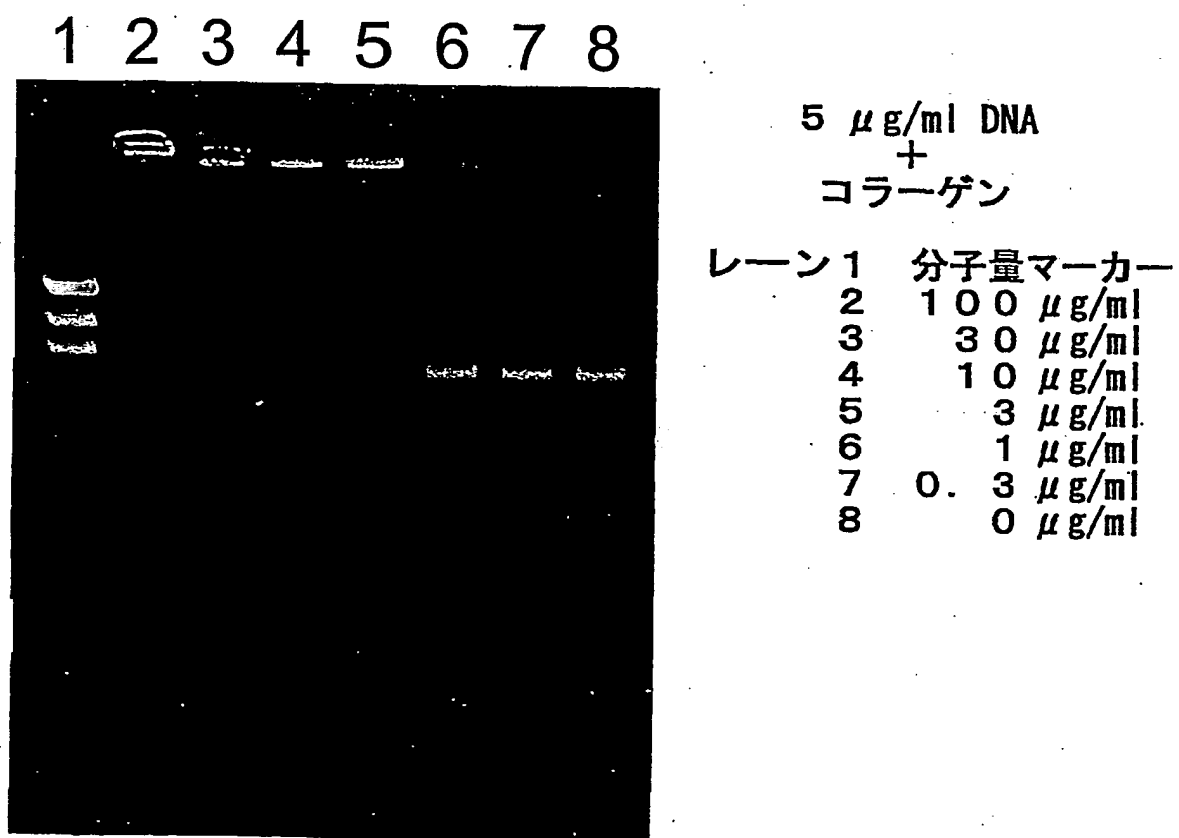 1 2 3 4 5 6 7 8
5 μg/ml DNA
+
コラーゲン
レーン1 分子量マーカー
2 100 μg/ml
3 30 μg/ml
4 10 μg/ml
5 3 μg/ml
6 1 μg/ml
7 0.3 μg/ml
8 0 μg/ml